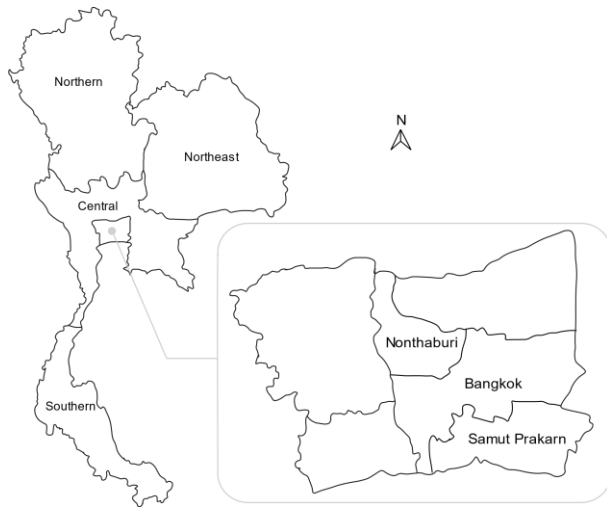 Northern
N
Northeast
Central
Nonthaburi
Bangkok
Southern
Samut Prakarn